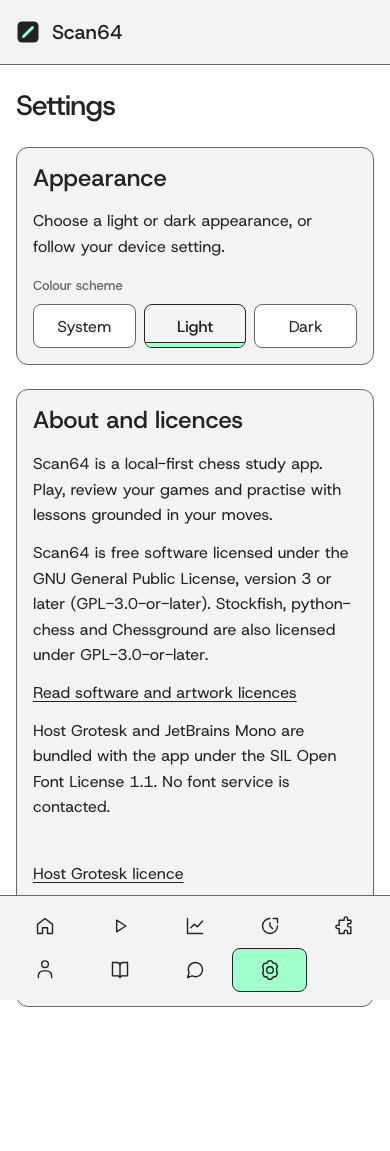 Scan64
Settings
Appearance
Choose a light or dark appearance, or
follow your device setting.
Colour scheme
System
Light
Dark
About and licences
Scan64 is a local-first chess study app.
Play, review your games and practise with
lessons grounded in your moves.
Scan64 is free software licensed under the
GNU General Public License, version 3 or
later (GPL-3.0-or-later). Stockfish, python-
chess and Chessground are also licensed
under GPL-3.0-or-later.
Read software and artwork licences
Host Grotesk and JetBrains Mono are
bundled with the app under the SIL Open
Font License 1.1. No font service is
contacted.
Host Grotesk licence